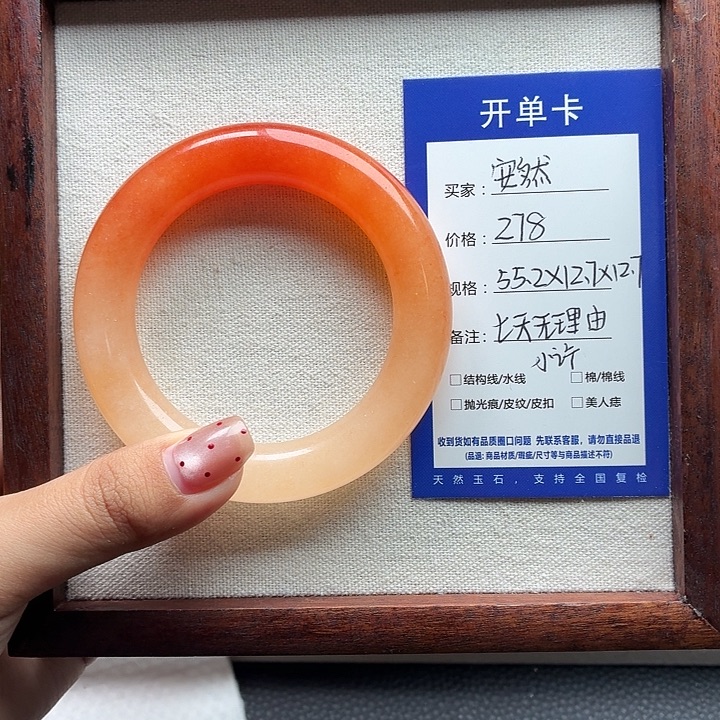 开单卡
买家：安然
价格：278
规格：55.2X12.7X12.7
备注：七天无理由
小许
□结构线/水线 □棉/棉线
□抛光痕/皮纹/皮扣 □美人痣
收到货如有品质圈口问题 先联系客服，请勿直接品退
(品退：商品材质/瑕疵/尺寸等与商品描述不符)
天然玉石，支持全国复检